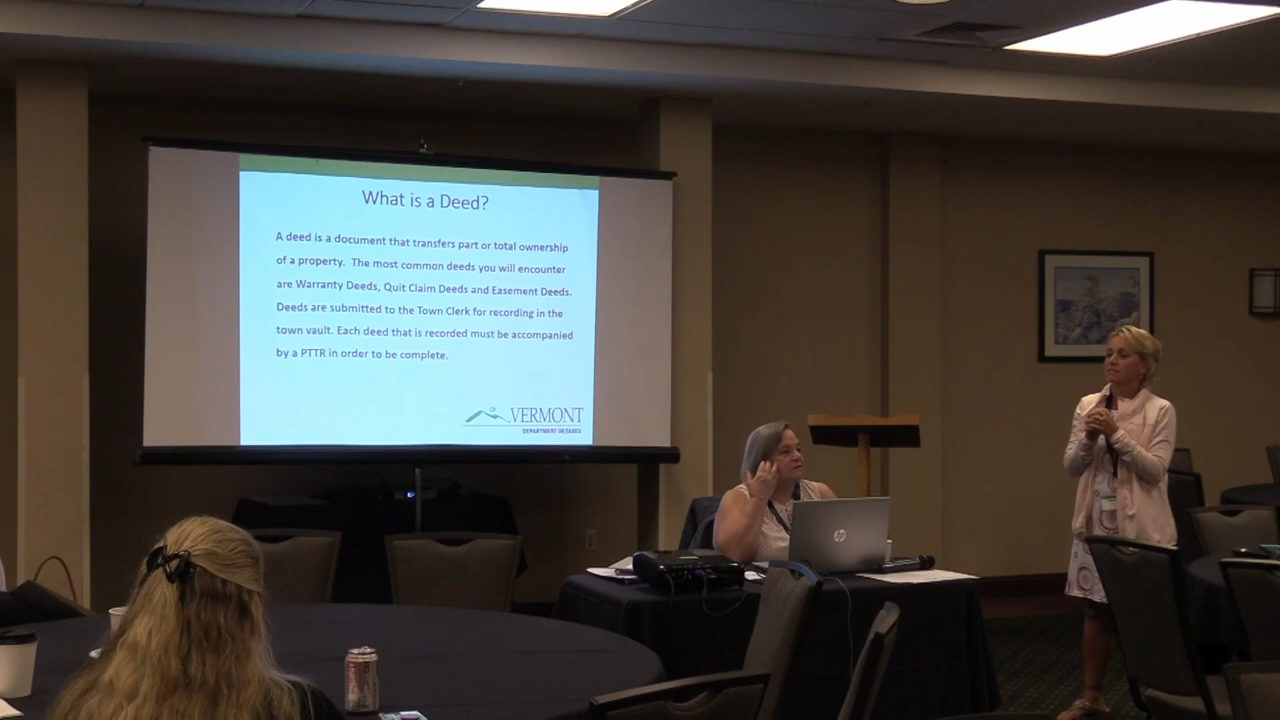 What is a Deed?
A deed is a document that transfers part or total ownership
of a property. The most common deeds you will encounter
are Warranty Deeds, Quit Claim Deeds and Easement Deeds.
Deeds are submitted to the Town Clerk for recording in the
town vault. Each deed that is recorded must be accompanied
by a PTTR in order to be complete.
VERMONT
DEPARTMENT OF TAXES
hp